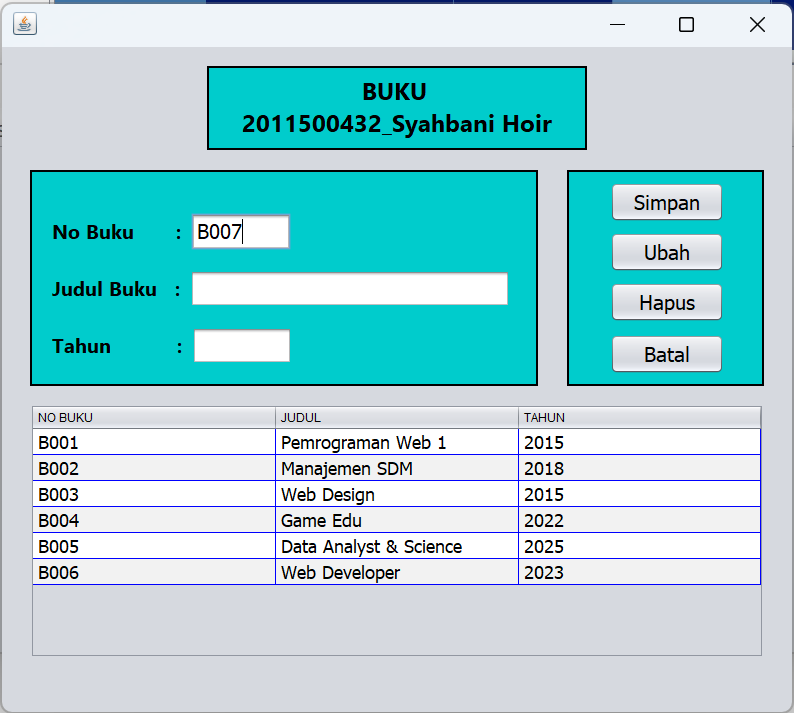 BUKU
2011500432_Syahbani Hoir
No Buku : B007
Judul Buku :
Tahun :
Simpan
Ubah
Hapus
Batal
NO BUKU JUDUL TAHUN
B001 Pemrograman Web 1 2015
B002 Manajemen SDM 2018
B003 Web Design 2015
B004 Game Edu 2022
B005 Data Analyst & Science 2025
B006 Web Developer 2023